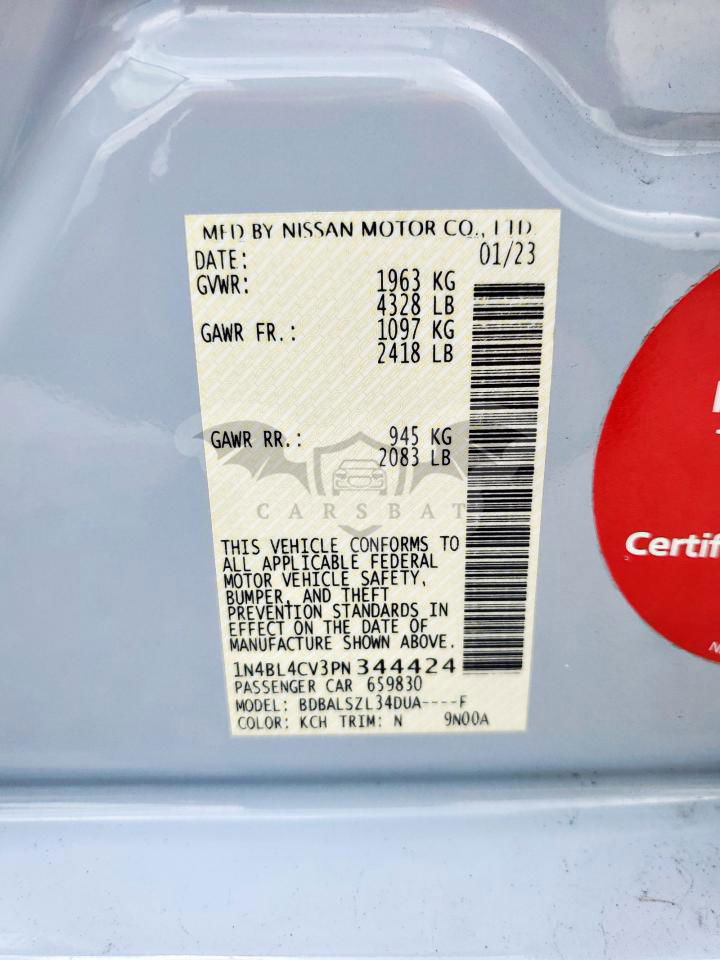 MFD BY NISSAN MOTOR CO., LTD.
DATE: 01/23
GVWR: 1963 KG
4328 LB
GAWR FR.: 1097 KG
2418 LB
GAWR RR.: 945 KG
2083 LB
CARSBAT
THIS VEHICLE CONFORMS TO
ALL APPLICABLE FEDERAL
MOTOR VEHICLE SAFETY,
BUMPER, AND THEFT
PREVENTION STANDARDS IN
EFFECT ON THE DATE OF
MANUFACTURE SHOWN ABOVE.
1N4BL4CV3PN344424
PASSENGER CAR 659830
MODEL: BDBALSZL34DUA----F
COLOR: KCH TRIM: N 9N00A
Certif